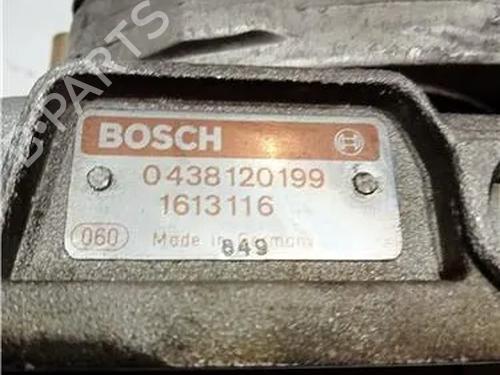 B-PARTS
BOSCH
0438120199
1613116
060 Made in Germany
849